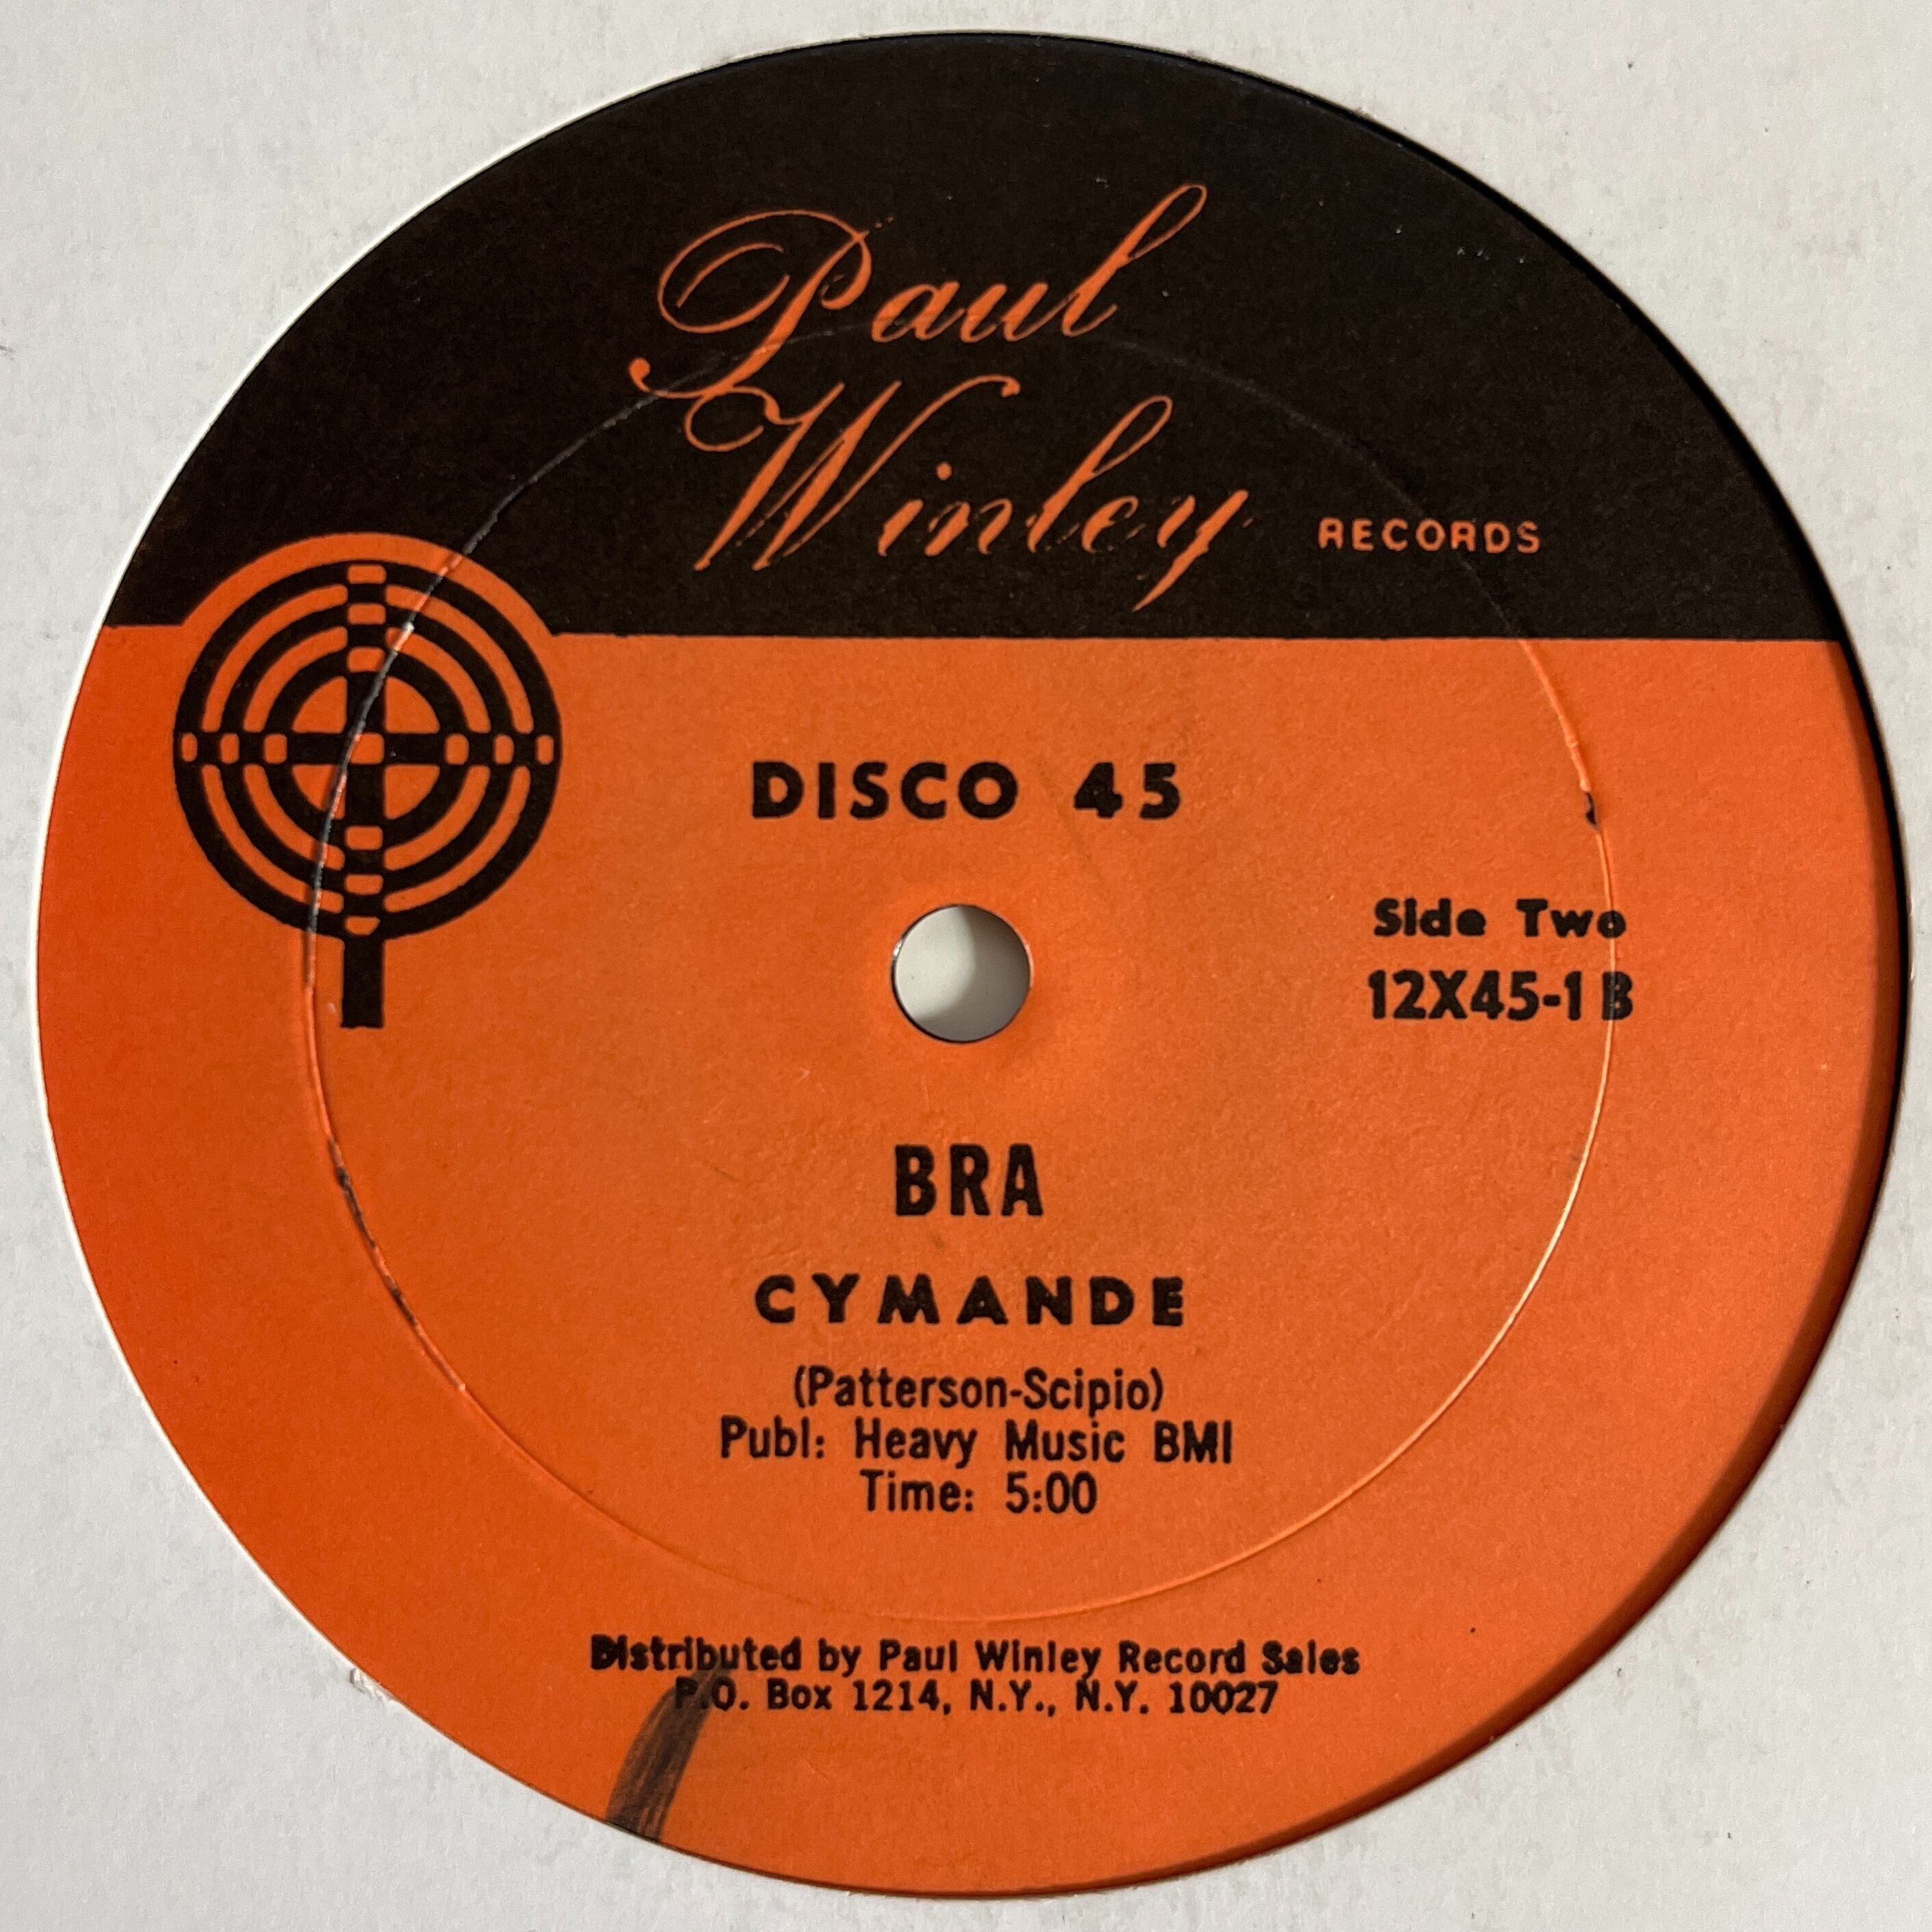 Paul
Winley RECORDS
DISCO 45
Side Two
12X45-1 B
BRA
CYMANDE
(Patterson-Scipio)
Publ: Heavy Music BMI
Time: 5:00
Distributed by Paul Winley Record Sales
P.O. Box 1214, N.Y., N.Y. 10027